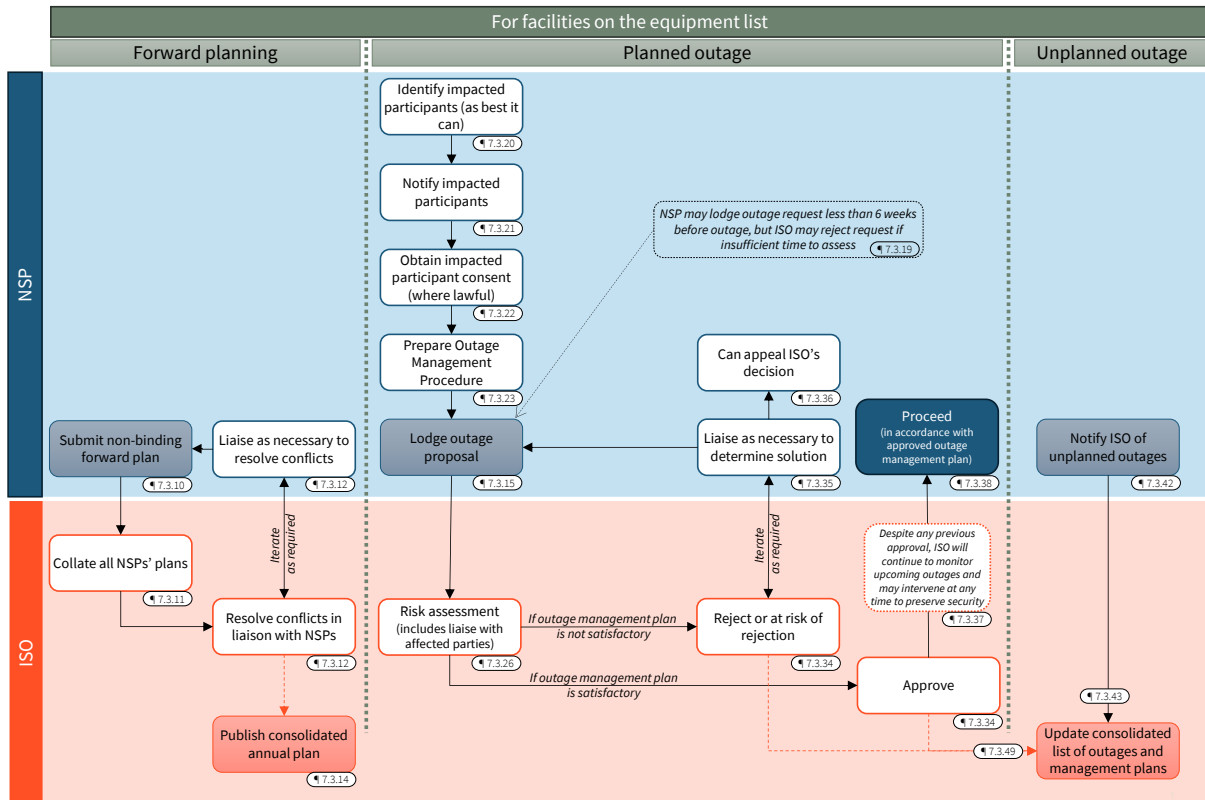 For facilities on the equipment list
Forward planning
Planned outage
Unplanned outage
NSP
Identify impacted
participants (as best it
can)
¶ 7.3.20
Notify impacted
participants
¶ 7.3.21
Obtain impacted
participant consent
(where lawful)
¶ 7.3.22
Prepare Outage
Management
Procedure
¶ 7.3.23
NSP may lodge outage request less than 6 weeks
before outage, but ISO may reject request if
insufficient time to assess
¶ 7.3.19
Can appeal ISO’s
decision
¶ 7.3.36
Submit non-binding
forward plan
¶ 7.3.10
Liaise as necessary to
resolve conflicts
¶ 7.3.12
Lodge outage
proposal
¶ 7.3.15
Liaise as necessary to
determine solution
¶ 7.3.35
Proceed
(in accordance with
approved outage
management plan)
¶ 7.3.38
Notify ISO of
unplanned outages
¶ 7.3.42
ISO
Collate all NSPs’ plans
¶ 7.3.11
Iterate
as required
Resolve conflicts in
liaison with NSPs
¶ 7.3.12
Publish consolidated
annual plan
¶ 7.3.14
Risk assessment
(includes liaise with
affected parties)
¶ 7.3.26
If outage management plan
is not satisfactory
If outage management plan
is satisfactory
Iterate
as required
Reject or at risk of
rejection
¶ 7.3.34
Despite any previous
approval, ISO will
continue to monitor
upcoming outages and
may intervene at any
time to preserve security
¶ 7.3.37
Approve
¶ 7.3.34
¶ 7.3.43
¶ 7.3.49
Update consolidated
list of outages and
management plans